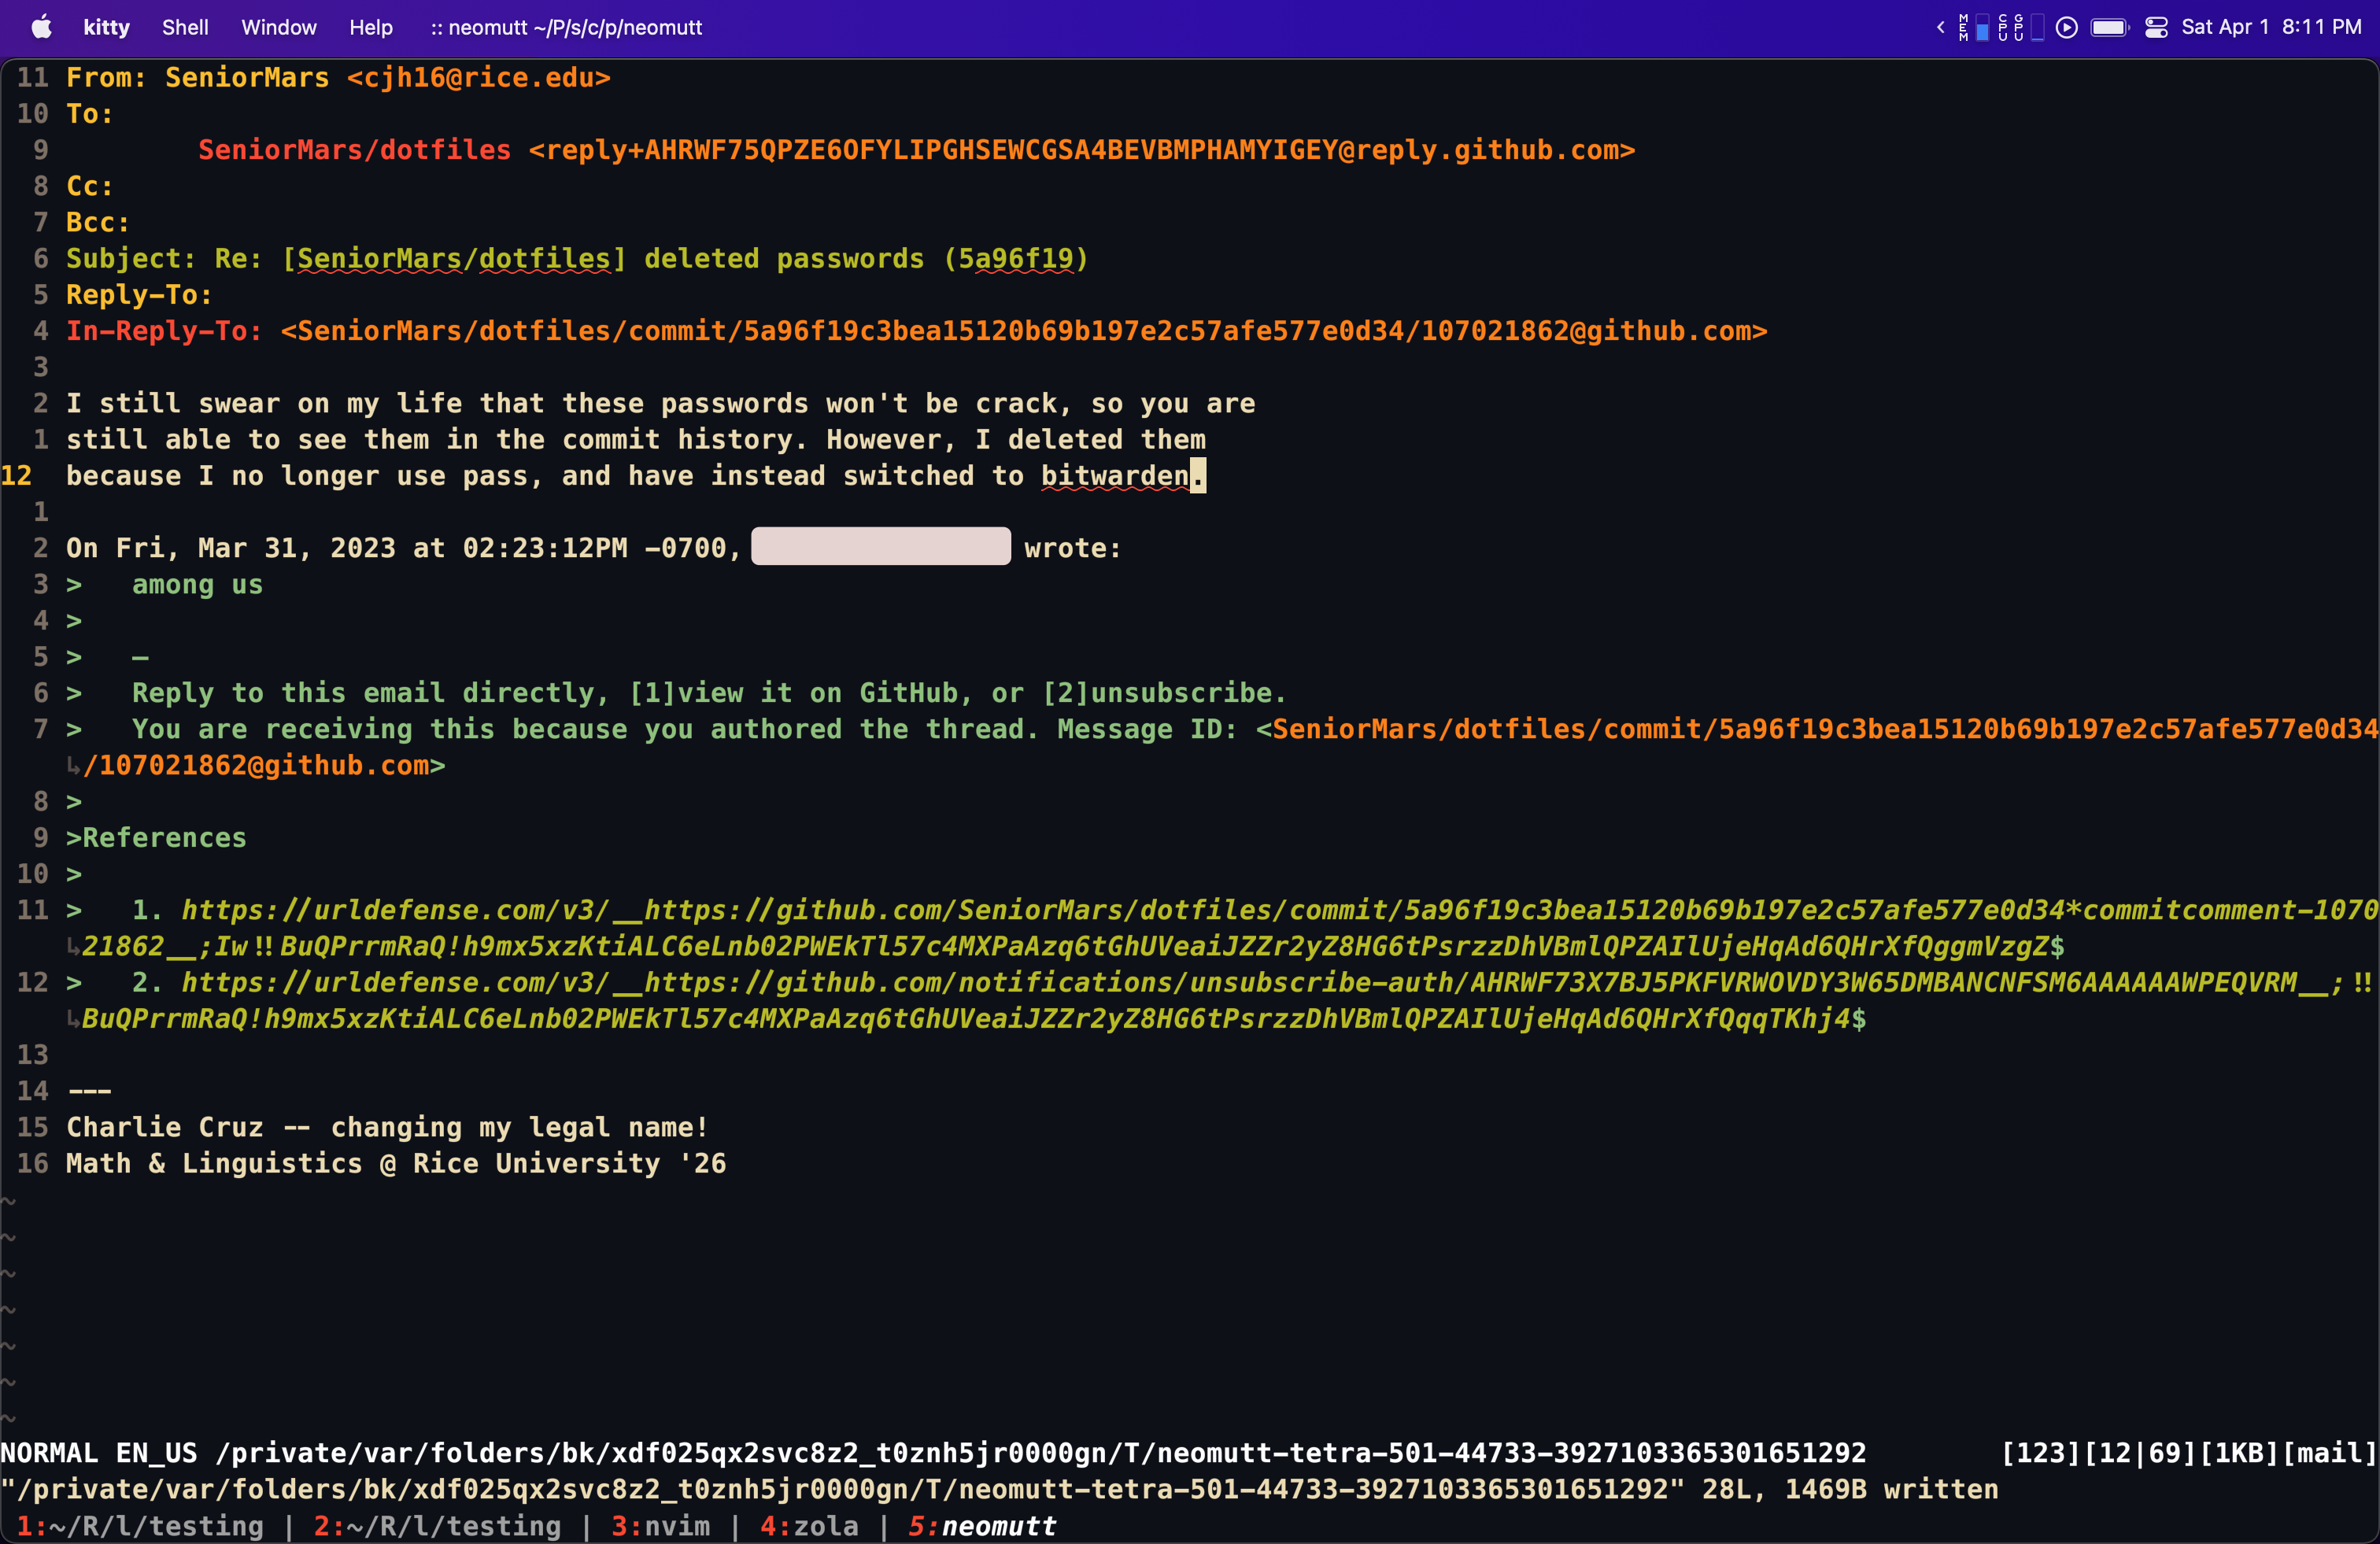 kitty Shell Window Help :: neomutt ~/P/s/c/p/neomutt MEM CPU GPU Sat Apr 1 8:11 PM
11 From: SeniorMars <cjh16@rice.edu>
10 To:
9 SeniorMars/dotfiles <reply+AHRWF75QPZE6OFYLIPGHSEWCGSA4BEVBMPHAMYIGEY@reply.github.com>
8 Cc:
7 Bcc:
6 Subject: Re: [SeniorMars/dotfiles] deleted passwords (5a96f19)
5 Reply-To:
4 In-Reply-To: <SeniorMars/dotfiles/commit/5a96f19c3bea15120b69b197e2c57afe577e0d34/107021862@github.com>
3
2 I still swear on my life that these passwords won't be crack, so you are
1 still able to see them in the commit history. However, I deleted them
12 because I no longer use pass, and have instead switched to bitwarden.
1
2 On Fri, Mar 31, 2023 at 02:23:12PM -0700, wrote:
3 > among us
4 >
5 > —
6 > Reply to this email directly, [1]view it on GitHub, or [2]unsubscribe.
7 > You are receiving this because you authored the thread. Message ID: <SeniorMars/dotfiles/commit/5a96f19c3bea15120b69b197e2c57afe577e0d34
↳/107021862@github.com>
8 >
9 >References
10 >
11 > 1. https://urldefense.com/v3/__https://github.com/SeniorMars/dotfiles/commit/5a96f19c3bea15120b69b197e2c57afe577e0d34*commitcomment-1070
↳21862__;Iw!!BuQPrrmRaQ!h9mx5xzKtiALC6eLnb02PWEkTl57c4MXPaAzq6tGhUVeaiJZZr2yZ8HG6tPsrzzDhVBmlQPZAIlUjeHqAd6QHrXfQggmVzgZ$
12 > 2. https://urldefense.com/v3/__https://github.com/notifications/unsubscribe-auth/AHRWF73X7BJ5PKFVRWOVDY3W65DMBANCNFSM6AAAAAAWPEQVRM__;!!
↳BuQPrrmRaQ!h9mx5xzKtiALC6eLnb02PWEkTl57c4MXPaAzq6tGhUVeaiJZZr2yZ8HG6tPsrzzDhVBmlQPZAIlUjeHqAd6QHrXfQqqTKhj4$
13
14 ---
15 Charlie Cruz -- changing my legal name!
16 Math & Linguistics @ Rice University '26
~
~
~
~
~
~
~
NORMAL EN_US /private/var/folders/bk/xdf025qx2svc8z2_t0znh5jr0000gn/T/neomutt-tetra-501-44733-3927103365301651292 [123][12|69][1KB][mail]
"/private/var/folders/bk/xdf025qx2svc8z2_t0znh5jr0000gn/T/neomutt-tetra-501-44733-3927103365301651292" 28L, 1469B written
1:~/R/l/testing | 2:~/R/l/testing | 3:nvim | 4:zola | 5:neomutt